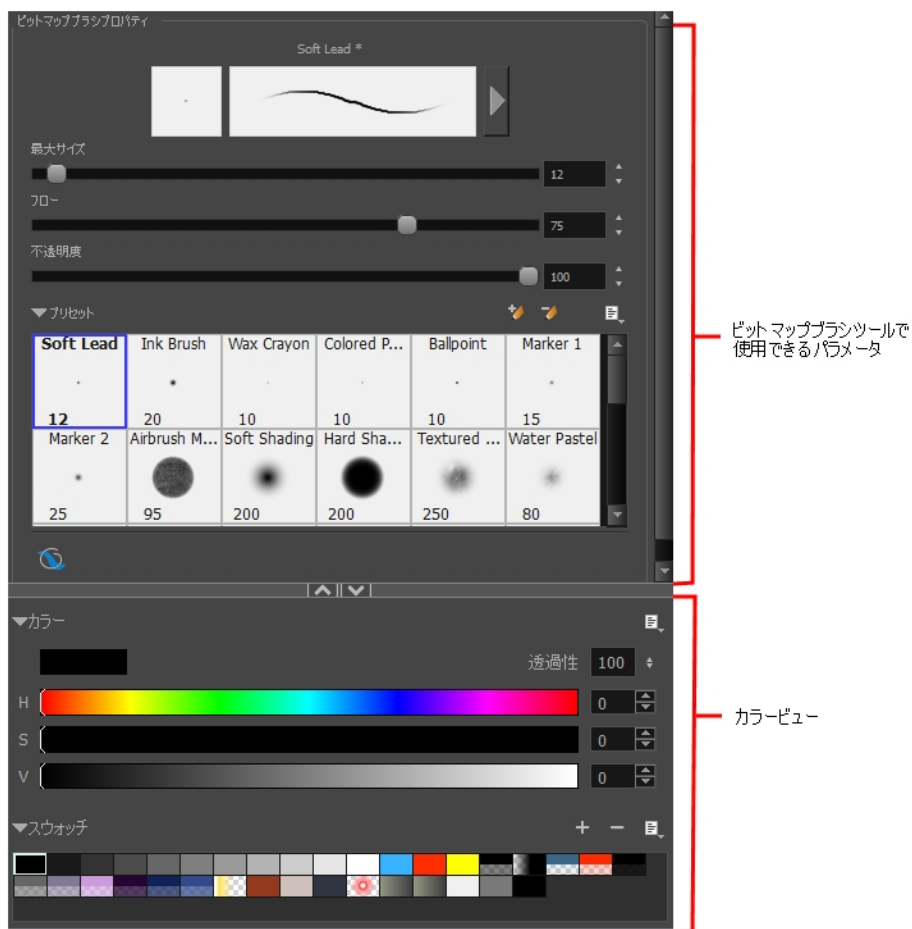 ビットマップブラシプロパティ
Soft Lead *
最大サイズ
12
フロー
75
不透明度
100
プリセット
Soft Lead Ink Brush Wax Crayon Colored P... Ballpoint Marker 1
12 20 10 10 10 15
Marker 2 Airbrush M... Soft Shading Hard Sha... Textured ... Water Pastel
25 95 200 200 250 80
ビットマップブラシツールで
使用できるパラメータ
カラー
透過性 100
H 0
S 0
V 0
カラービュー
スウォッチ